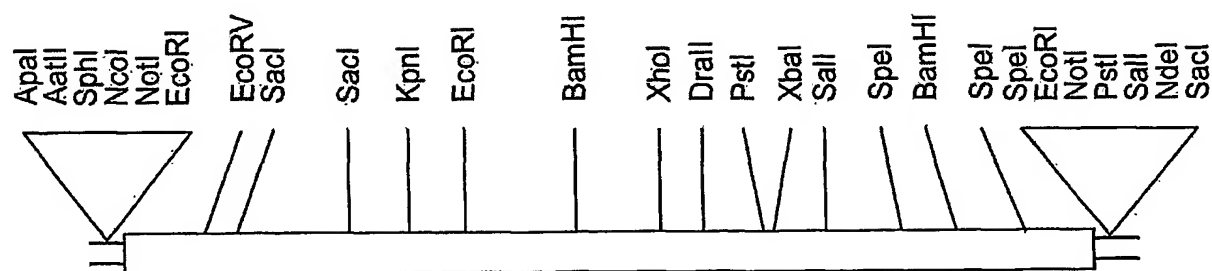 ApaI
AatII
SphI
NcoI
NotI
EcoRI
EcoRV
SacI
SacI
KpnI
EcoRI
BamHI
XhoI
DraII
PstI
XbaI
SalI
SpeI
BamHI
SpeI
SpeI
EcoRI
NotI
PstI
SalI
NdeI
SacI